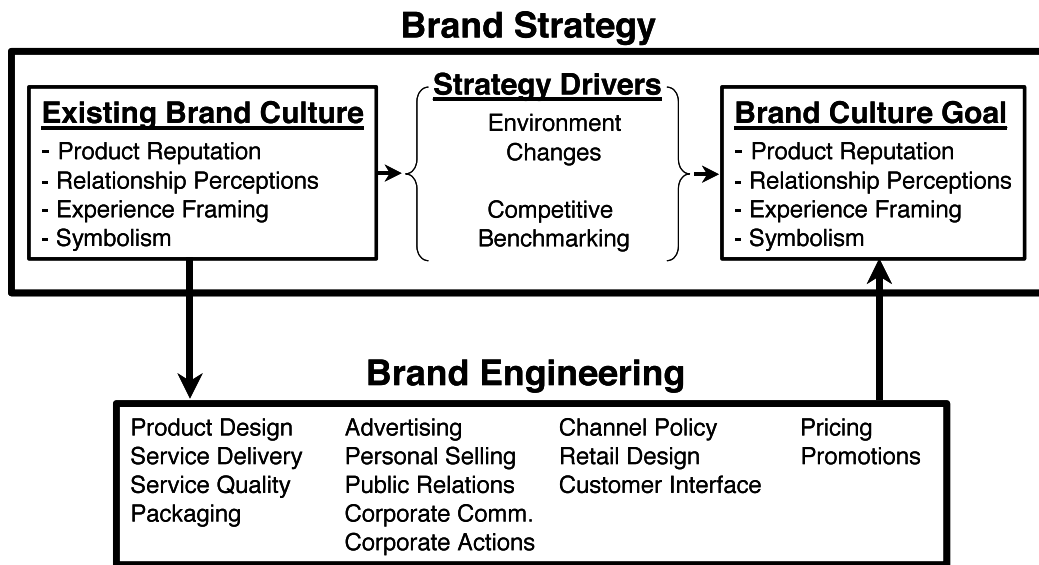 Brand Strategy
Existing Brand Culture
- Product Reputation
- Relationship Perceptions
- Experience Framing
- Symbolism
Strategy Drivers
Environment
Changes
Competitive
Benchmarking
Brand Culture Goal
- Product Reputation
- Relationship Perceptions
- Experience Framing
- Symbolism
Brand Engineering
Product Design
Service Delivery
Service Quality
Packaging
Advertising
Personal Selling
Public Relations
Corporate Comm.
Corporate Actions
Channel Policy
Retail Design
Customer Interface
Pricing
Promotions